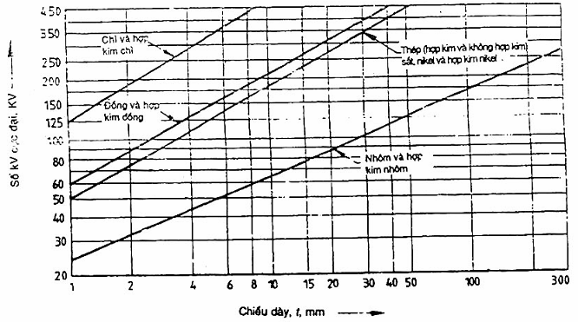 450
350
250
200
150
125
100
80
60
50
40
30
20
Số kV cực đại, KV
Chì và hợp
kim chì
Đồng và hợp
kim đồng
Thép (hợp kim và không hợp kim)
sắt, nikel và hợp kim nikel
Nhôm và hợp
kim nhôm
1 2 4 6 8 10 15 20 30 40 50 100 300
Chiều dày, t, mm